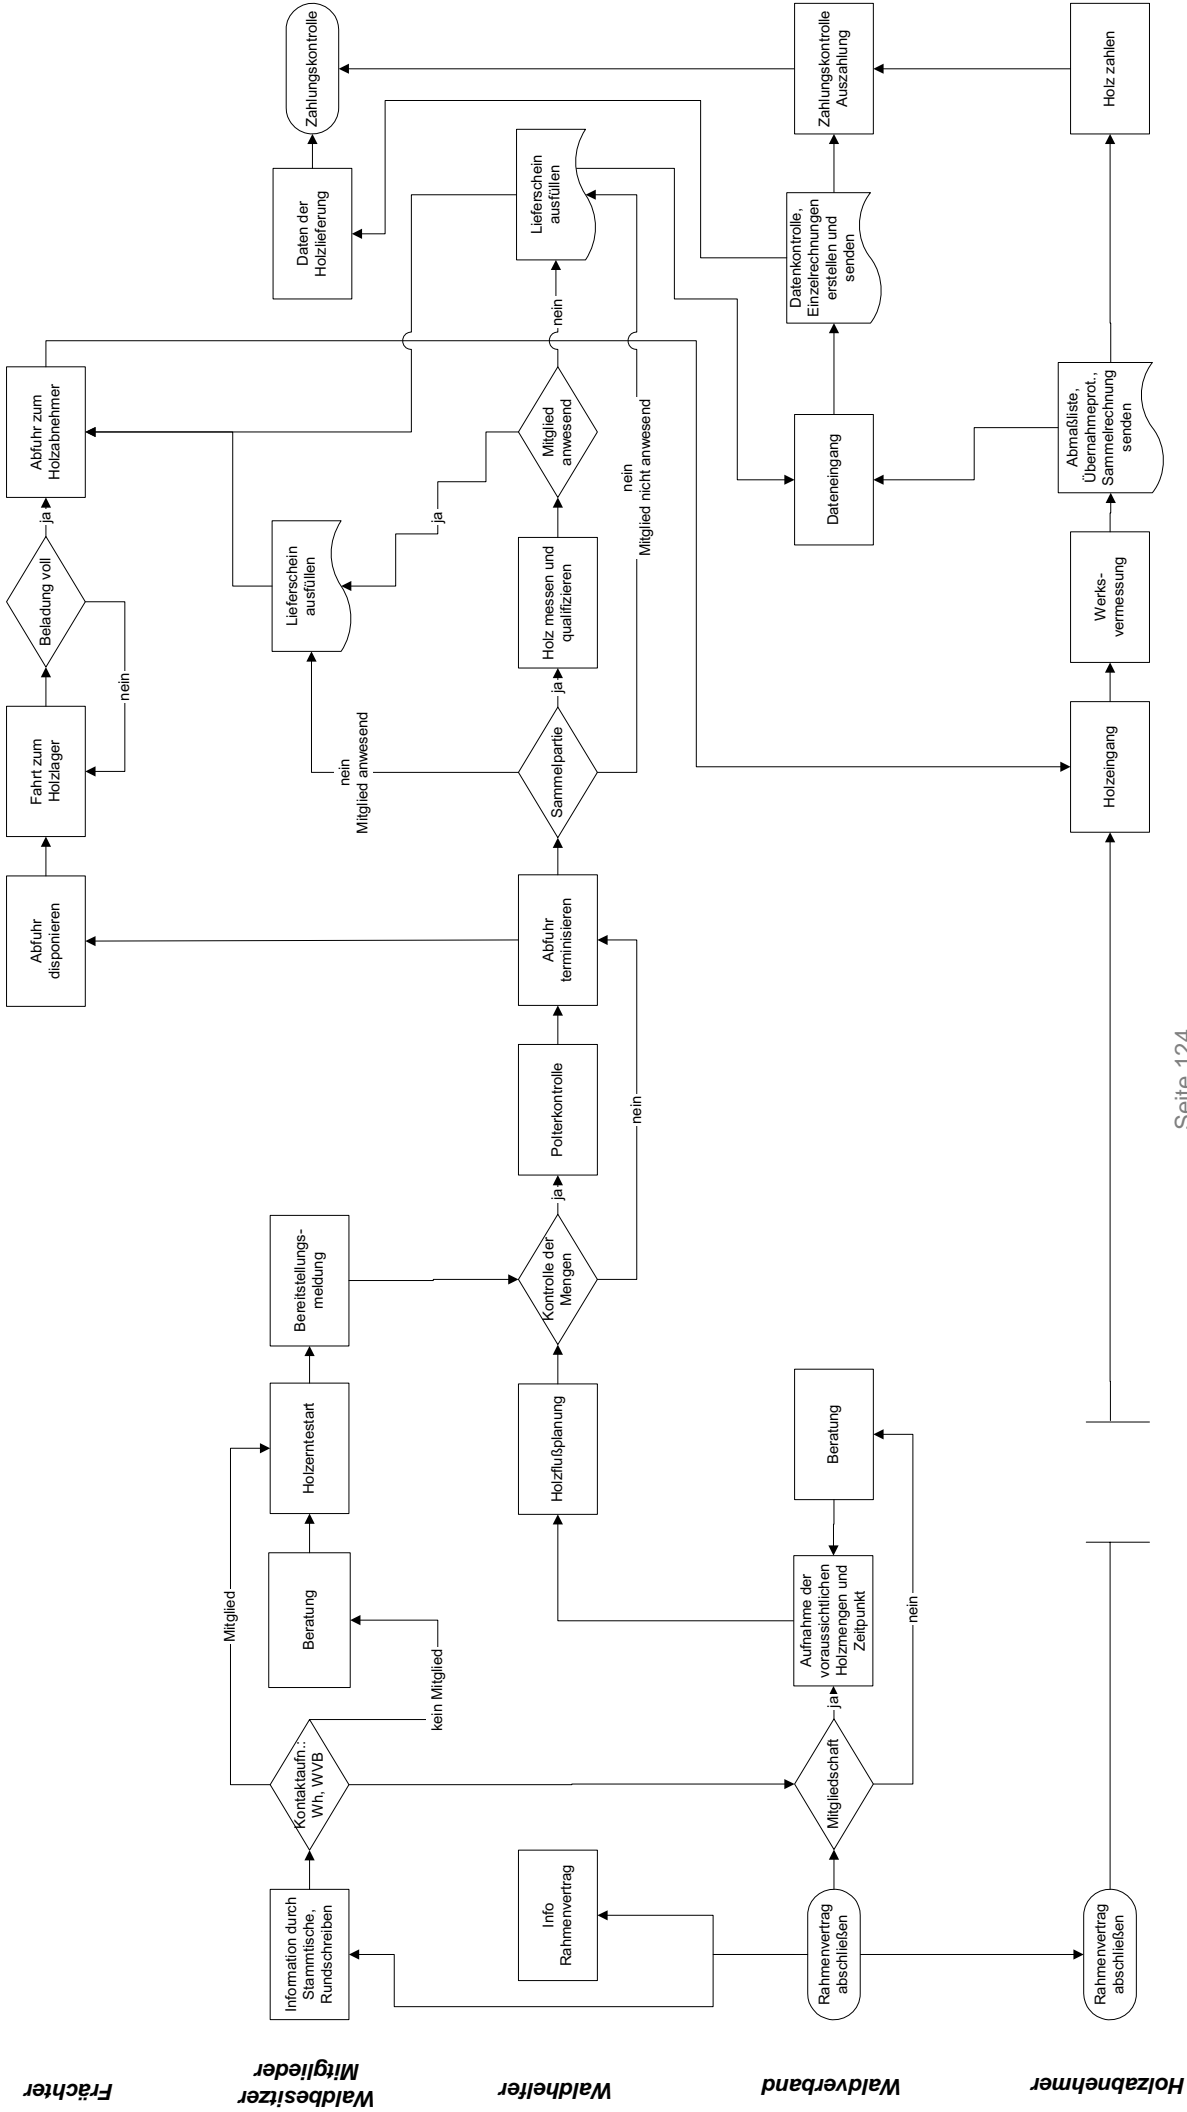 Frächter
Abfuhr
disponieren
Fahrt zum
Holzlager
Beladung voll
ja
nein
Abfuhr zum
Holzabnehmer
Waldbesitzer
Mitglieder
Information durch
Stammtische,
Rundschreiben
Kontaktaufn.:
Wh, WVB
Mitglied
kein Mitglied
Beratung
Holzerntestart
Bereitstellungs-
meldung
nein
Mitglied anwesend
Lieferschein
ausfüllen
ja
Daten der
Holzlieferung
Zahlungskontrolle
Waldhelfer
Info
Rahmenvertrag
Holzflußplanung
Kontrolle der
Mengen
ja
nein
Polterkontrolle
Abfuhr
terminisieren
Sammelpartie
ja
Holz messen und
qualifizieren
Mitglied
anwesend
nein
nein
Mitglied nicht anwesend
Lieferschein
ausfüllen
Waldverband
Rahmenvertrag
abschließen
Mitgliedschaft
ja
nein
Aufnahme der
voraussichtlichen
Holzmengen und
Zeitpunkt
Beratung
Dateneingang
Datenkontrolle,
Einzelrechnungen
erstellen und
senden
Zahlungskontrolle
Auszahlung
Holzabnehmer
Rahmenvertrag
abschließen
Holzeingang
Werks-
vermessung
Abmaßliste,
Übernahmeprot.,
Sammelrechnung
senden
Holz zahlen
Seite 124